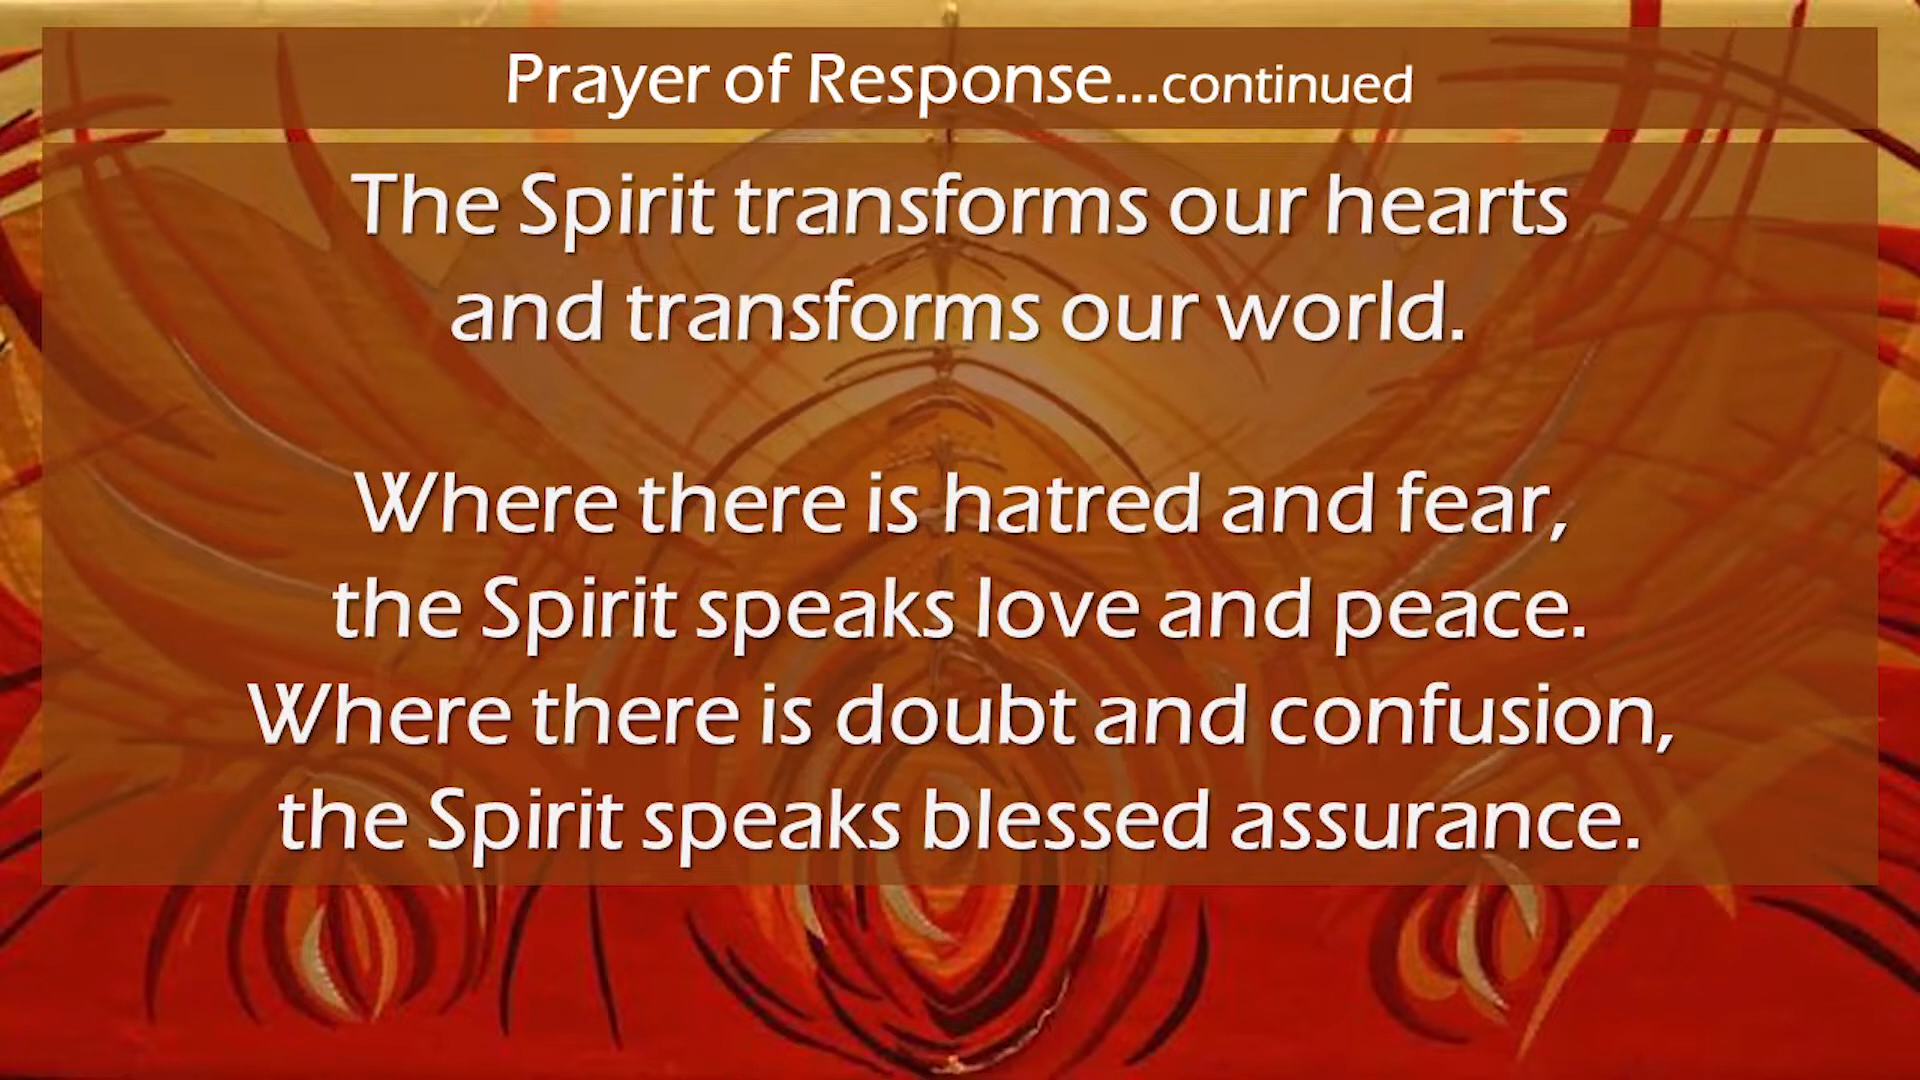 Prayer of Response...continued
The Spirit transforms our hearts
and transforms our world.
Where there is hatred and fear,
the Spirit speaks love and peace.
Where there is doubt and confusion,
the Spirit speaks blessed assurance.